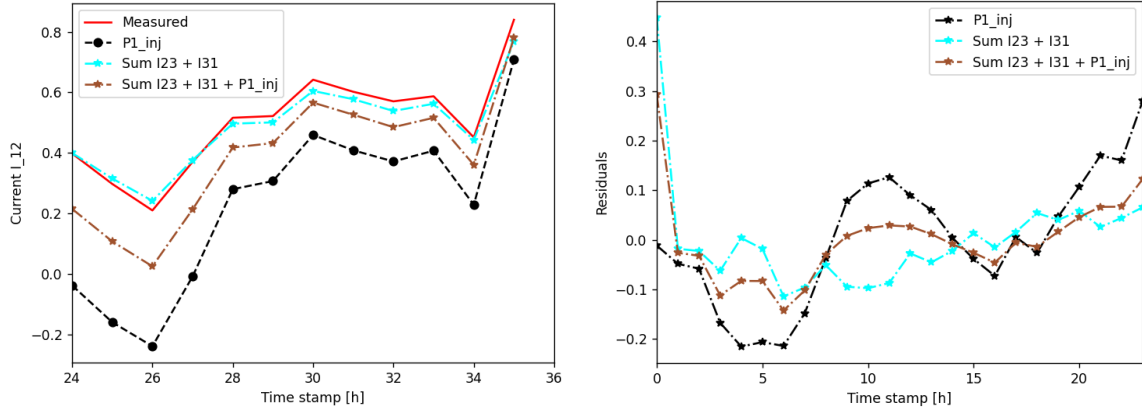 Measured
P1_inj
Sum I23 + I31
Sum I23 + I31 + P1_inj
Current I_12
0.8
0.6
0.4
0.2
0.0
−0.2
24
26
28
30
32
34
36
Time stamp [h]
P1_inj
Sum I23 + I31
Sum I23 + I31 + P1_inj
Residuals
0.4
0.3
0.2
0.1
0.0
−0.1
−0.2
0
5
10
15
20
Time stamp [h]